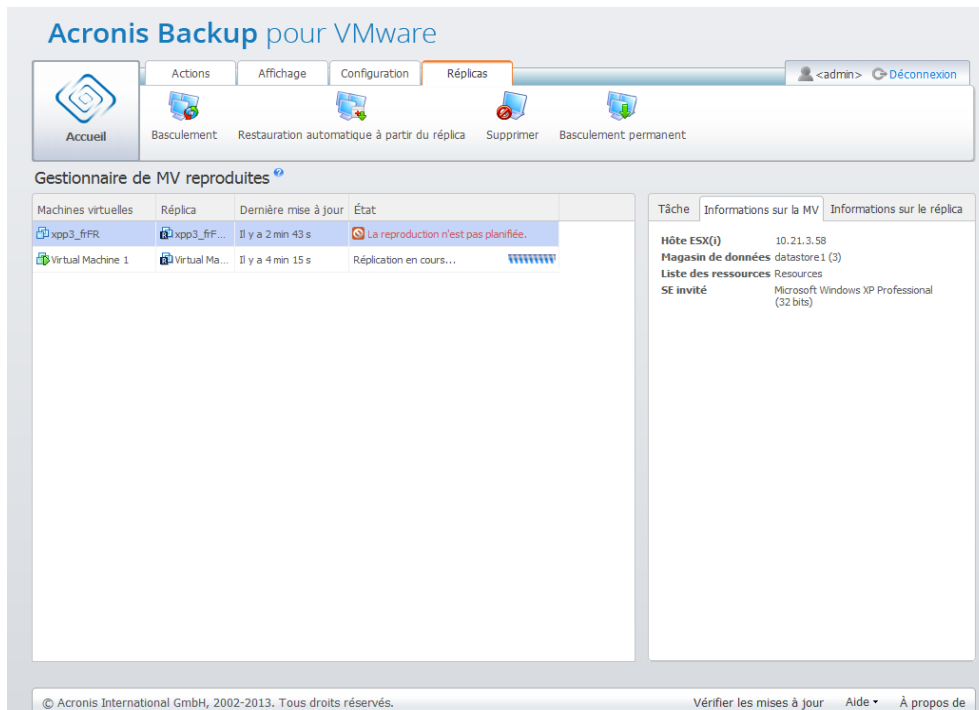 Acronis Backup pour VMware
Actions Affichage Configuration Réplicas
<admin> Déconnexion
Accueil
Basculement Restauration automatique à partir du réplica Supprimer Basculement permanent
Gestionnaire de MV reproduites
Machines virtuelles Réplica Dernière mise à jour État
xpp3_frFR xpp3_frF... Il y a 2 min 43 s La reproduction n'est pas planifiée.
Virtual Machine 1 Virtual Ma... Il y a 4 min 15 s Réplication en cours...
Tâche Informations sur la MV Informations sur le réplica
Hôte ESX(i) 10.21.3.58
Magasin de données datastore1 (3)
Liste des ressources Resources
SE invité Microsoft Windows XP Professional
(32 bits)
© Acronis International GmbH, 2002-2013. Tous droits réservés.
Vérifier les mises à jour Aide À propos de